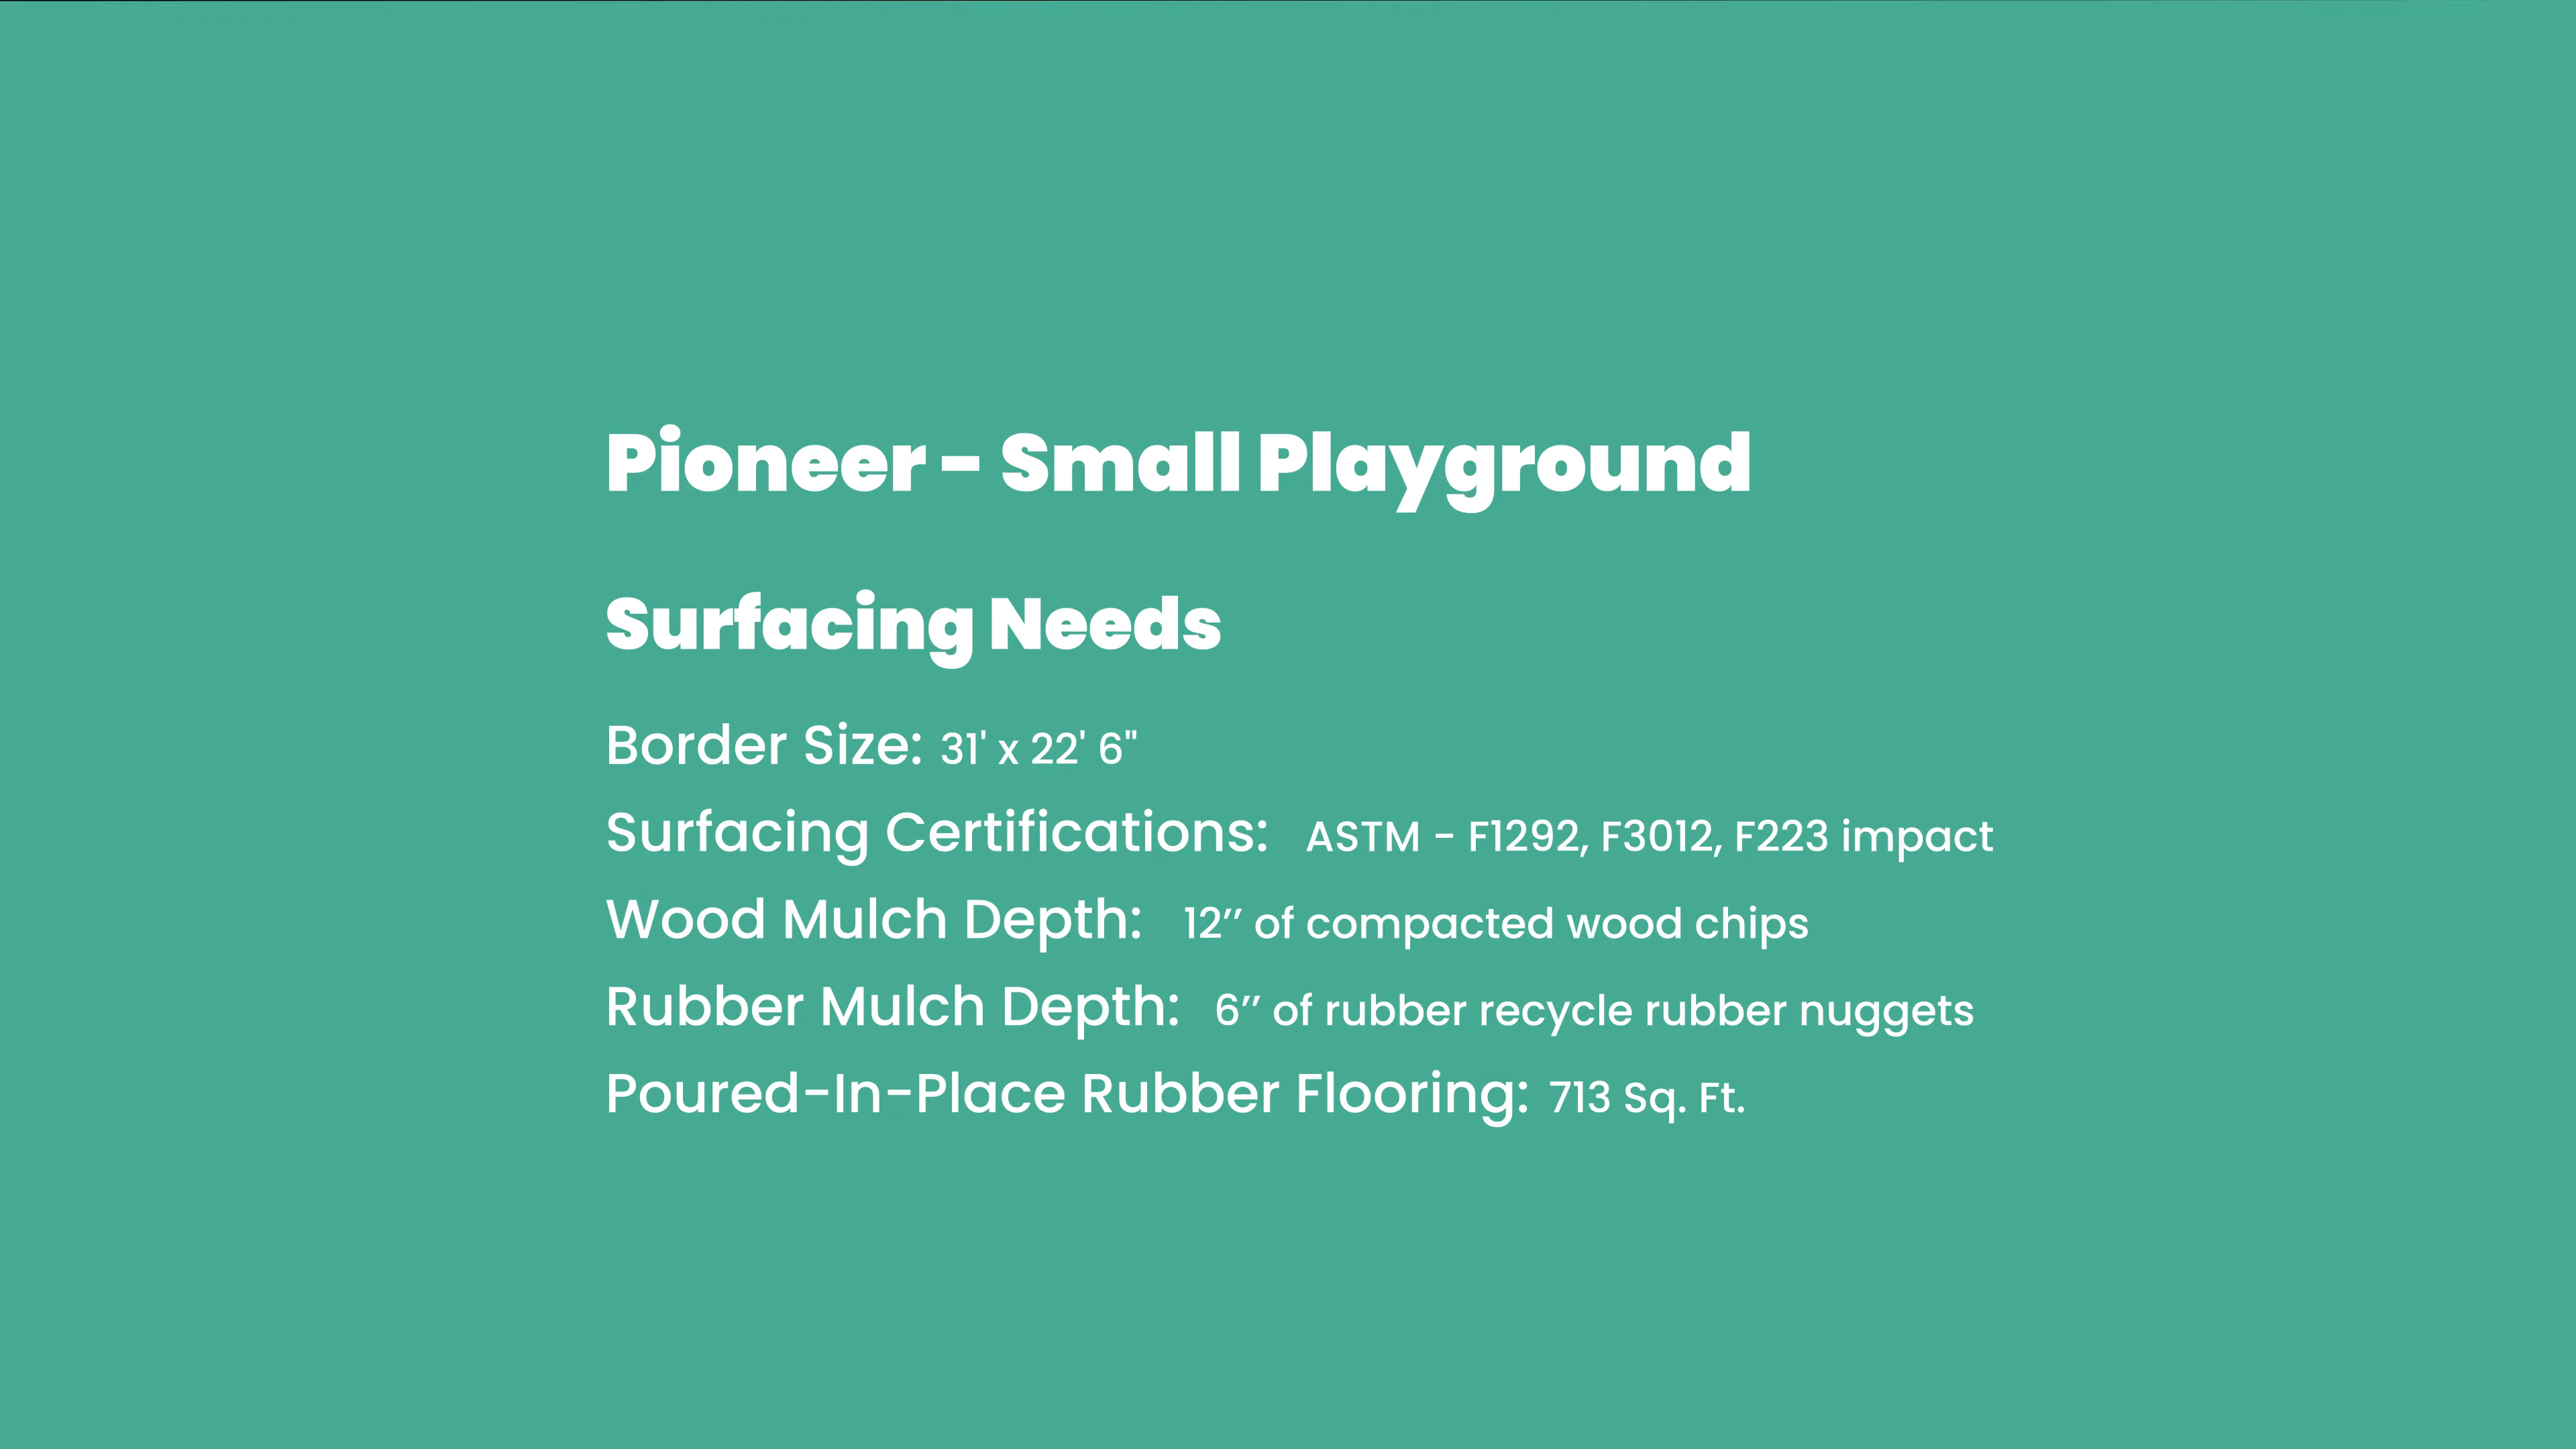 Pioneer – Small Playground
Surfacing Needs
Border Size: 31' x 22' 6"
Surfacing Certifications: ASTM - F1292, F3012, F223 impact
Wood Mulch Depth: 12’’ of compacted wood chips
Rubber Mulch Depth: 6’’ of rubber recycle rubber nuggets
Poured-In-Place Rubber Flooring: 713 Sq. Ft.